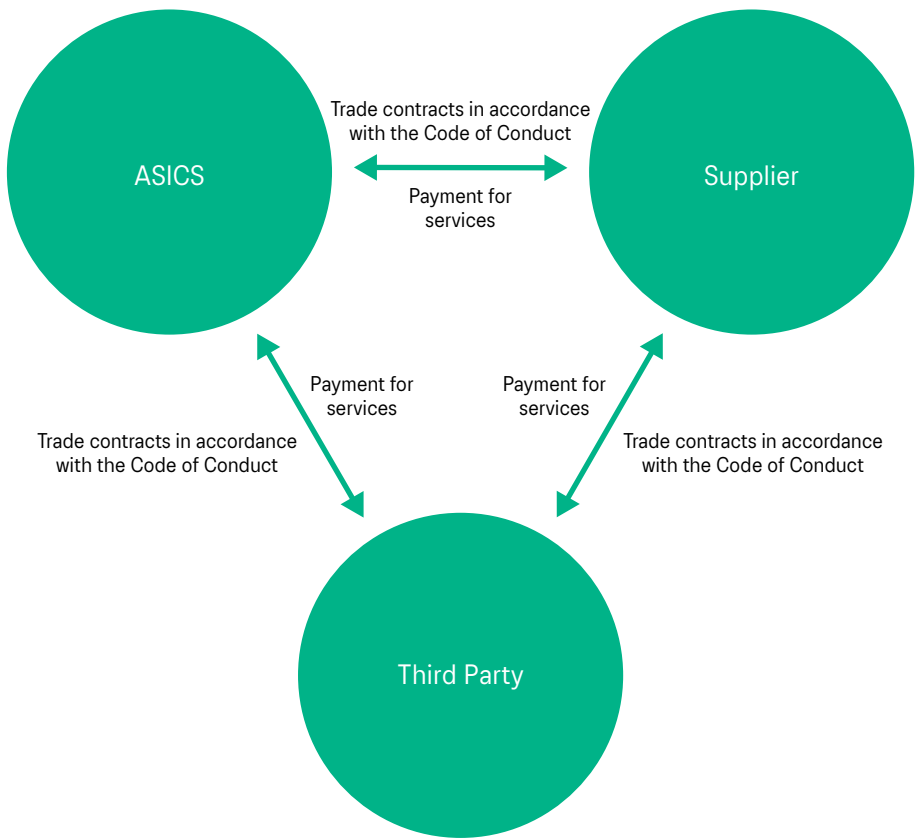 Trade contracts in accordance
with the Code of Conduct
ASICS
Supplier
Payment for
services
Payment for
services
Payment for
services
Trade contracts in accordance
with the Code of Conduct
Trade contracts in accordance
with the Code of Conduct
Third Party